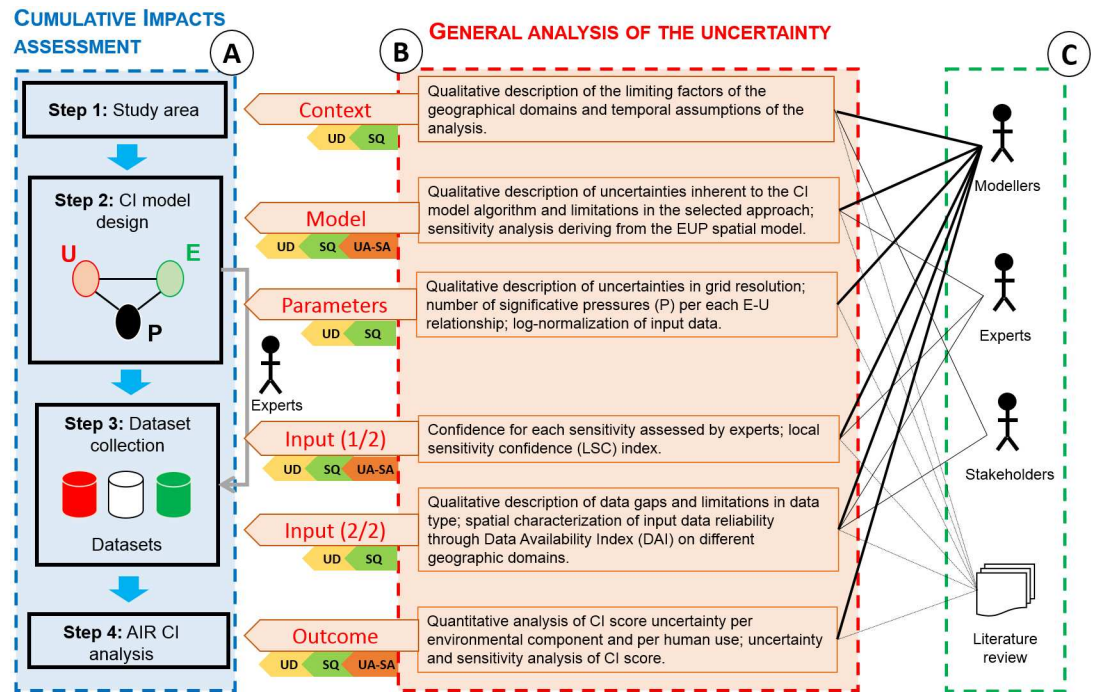 CUMULATIVE IMPACTS
ASSESSMENT
A
Step 1: Study area
Step 2: CI model
design
U
E
P
Step 3: Dataset
collection
Datasets
Step 4: AIR CI
analysis
Experts
B
GENERAL ANALYSIS OF THE UNCERTAINTY
Context
UD
SQ
Qualitative description of the limiting factors of the
geographical domains and temporal assumptions of the
analysis.
Model
UD
SQ
UA-SA
Qualitative description of uncertainties inherent to the CI
model algorithm and limitations in the selected approach;
sensitivity analysis deriving from the EUP spatial model.
Parameters
UD
SQ
Qualitative description of uncertainties in grid resolution;
number of significative pressures (P) per each E-U
relationship; log-normalization of input data.
Input (1/2)
UD
SQ
UA-SA
Confidence for each sensitivity assessed by experts; local
sensitivity confidence (LSC) index.
Input (2/2)
UD
SQ
Qualitative description of data gaps and limitations in data
type; spatial characterization of input data reliability
through Data Availability Index (DAI) on different
geographic domains.
Outcome
UD
SQ
UA-SA
Quantitative analysis of CI score uncertainty per
environmental component and per human use; uncertainty
and sensitivity analysis of CI score.
C
Modellers
Experts
Stakeholders
Literature
review